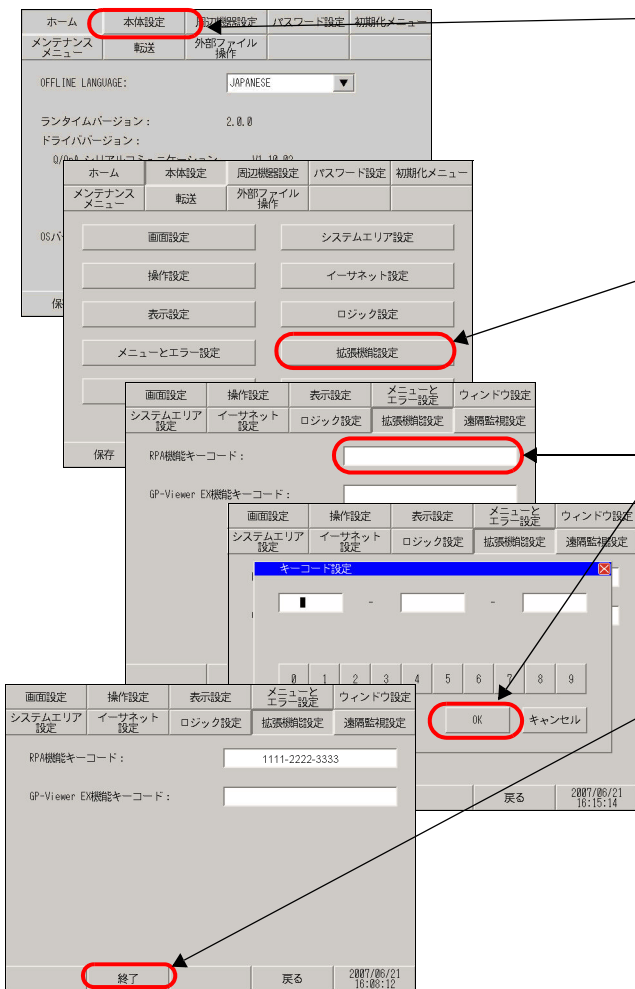 ホーム 本体設定 周辺機器設定 パスワード設定 初期化メニュー
メンテナンスメニュー 転送 外部ファイル操作
OFFLINE LANGUAGE: JAPANESE
ランタイムバージョン : 2.0.0
ドライババージョン :
ホーム 本体設定 周辺機器設定 パスワード設定 初期化メニュー
メンテナンスメニュー 転送 外部ファイル操作
画面設定 システムエリア設定
操作設定 イーサネット設定
表示設定 ロジック設定
メニューとエラー設定 拡張機能設定
保存
画面設定 操作設定 表示設定 メニューとエラー設定 ウィンドウ設定
システムエリア設定 イーサネット設定 ロジック設定 拡張機能設定 遠隔監視設定
RPA機能キーコード :
GP-Viewer EX機能キーコード :
画面設定 操作設定 表示設定 メニューとエラー設定 ウィンドウ設定
システムエリア設定 イーサネット設定 ロジック設定 拡張機能設定 遠隔監視設定
キーコード設定
- -
0 1 2 3 4 5 6 7 8 9
OK キャンセル
戻る 2007/06/21 16:15:14
画面設定 操作設定 表示設定 メニューとエラー設定 ウィンドウ設定
システムエリア設定 イーサネット設定 ロジック設定 拡張機能設定 遠隔監視設定
RPA機能キーコード : 1111-2222-3333
GP-Viewer EX機能キーコード :
終了 戻る 2007/06/21 16:08:12